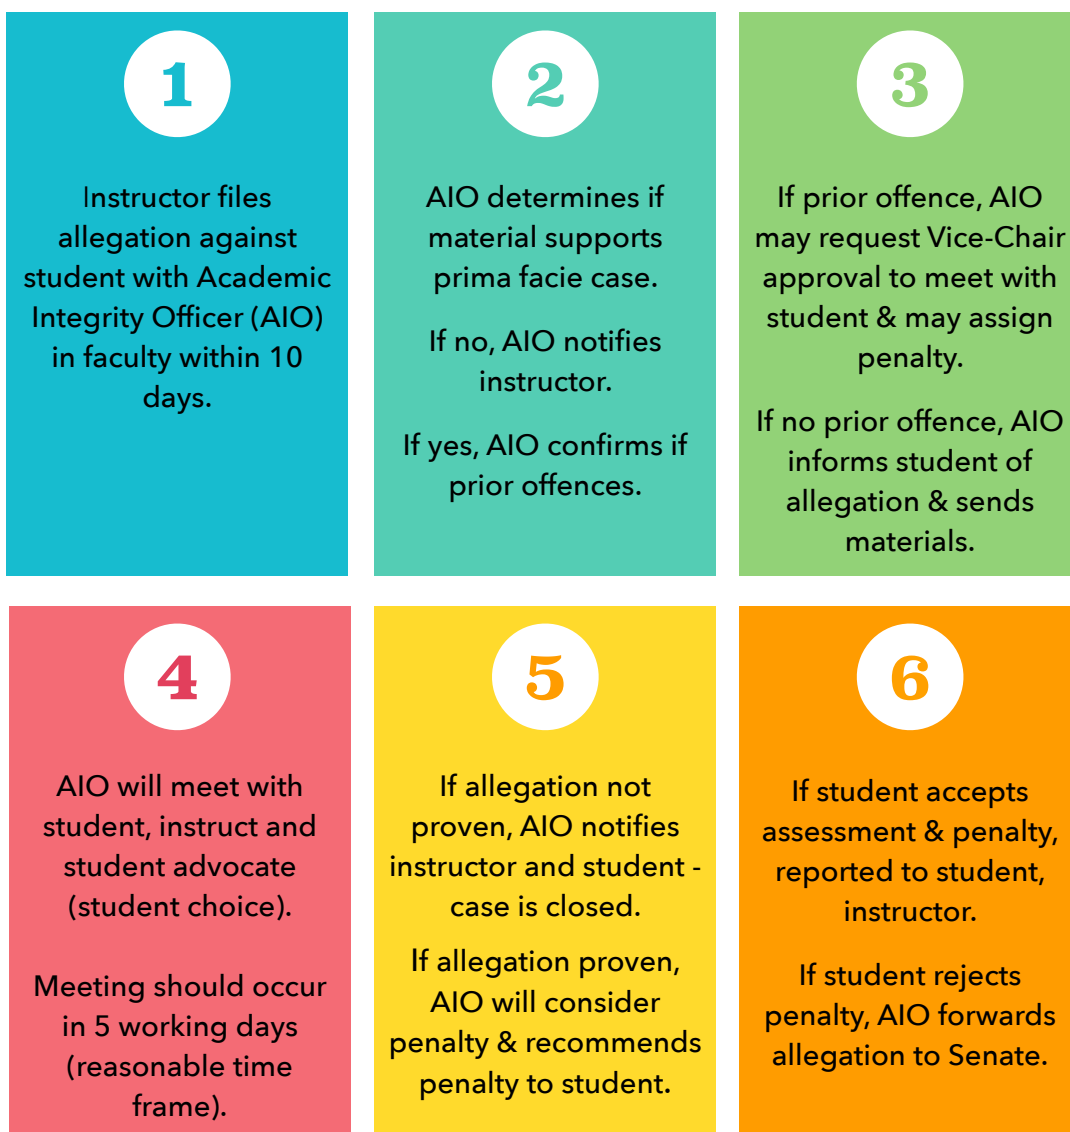 1
Instructor files
allegation against
student with Academic
Integrity Officer (AIO)
in faculty within 10
days.
2
AIO determines if
material supports
prima facie case.
If no, AIO notifies
instructor.
If yes, AIO confirms if
prior offences.
3
If prior offence, AIO
may request Vice-Chair
approval to meet with
student & may assign
penalty.
If no prior offence, AIO
informs student of
allegation & sends
materials.
4
AIO will meet with
student, instruct and
student advocate
(student choice).
Meeting should occur
in 5 working days
(reasonable time
frame).
5
If allegation not
proven, AIO notifies
instructor and student -
case is closed.
If allegation proven,
AIO will consider
penalty & recommends
penalty to student.
6
If student accepts
assessment & penalty,
reported to student,
instructor.
If student rejects
penalty, AIO forwards
allegation to Senate.